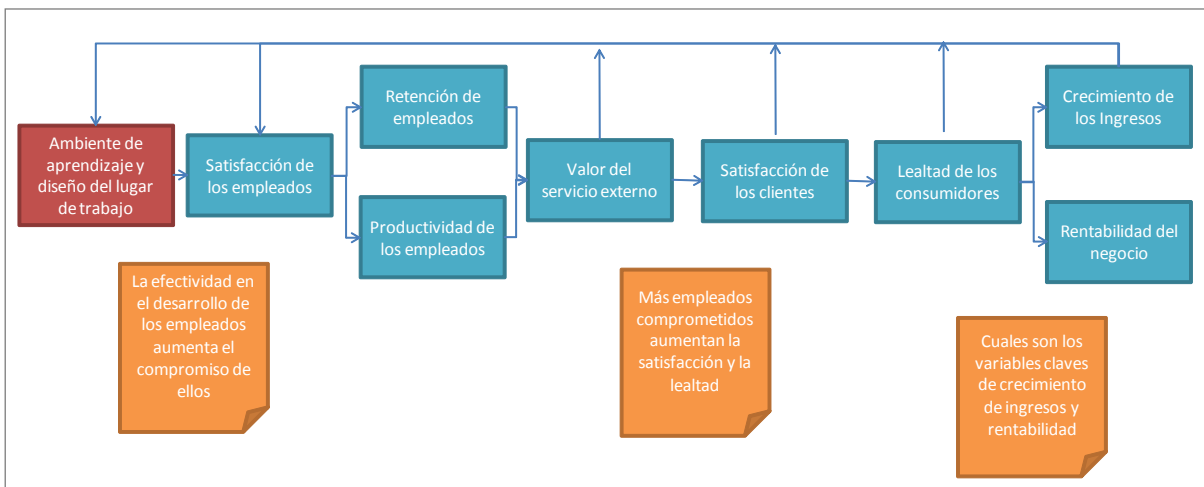 Ambiente de
aprendizaje y
diseño del lugar
de trabajo
Satisfacción de
los empleados
Retención de
empleados
Productividad de
los empleados
Valor del
servicio externo
Satisfacción de
los clientes
Lealtad de los
consumidores
Crecimiento de
los Ingresos
Rentabilidad del
negocio
La efectividad en
el desarrollo de
los empleados
aumenta el
compromiso de
ellos
Más empleados
comprometidos
aumentan la
satisfacción y la
lealtad
Cuales son los
variables claves
de crecimiento
de ingresos y
rentabilidad